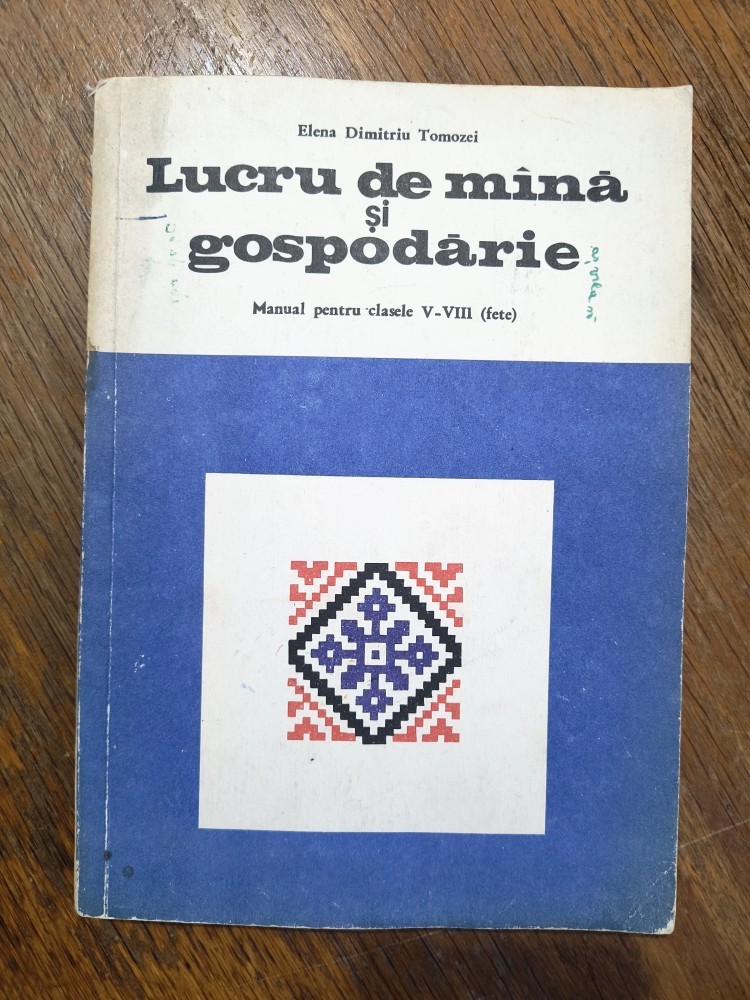 Elena Dimitriu Tomozei
Lucru de mînă
și
gospodărie
Manual pentru clasele V-VIII (fete)